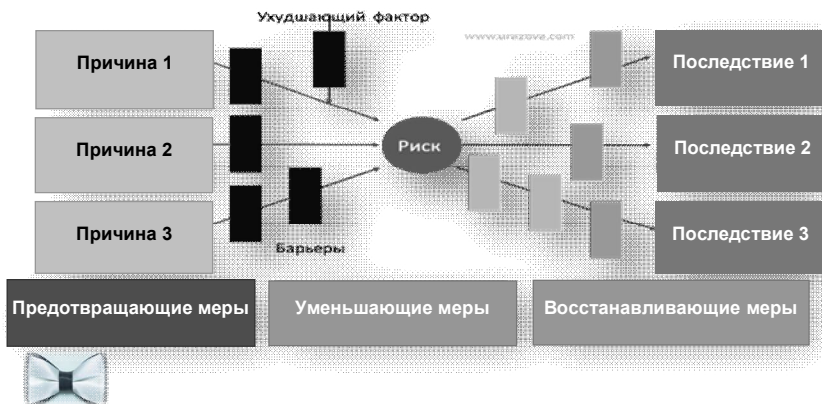 Ухудшающий фактор
www.urazove.com
Причина 1
Последствие 1
Причина 2
Риск
Последствие 2
Причина 3
Последствие 3
Барьеры
Предотвращающие меры
Уменьшающие меры
Восстанавливающие меры